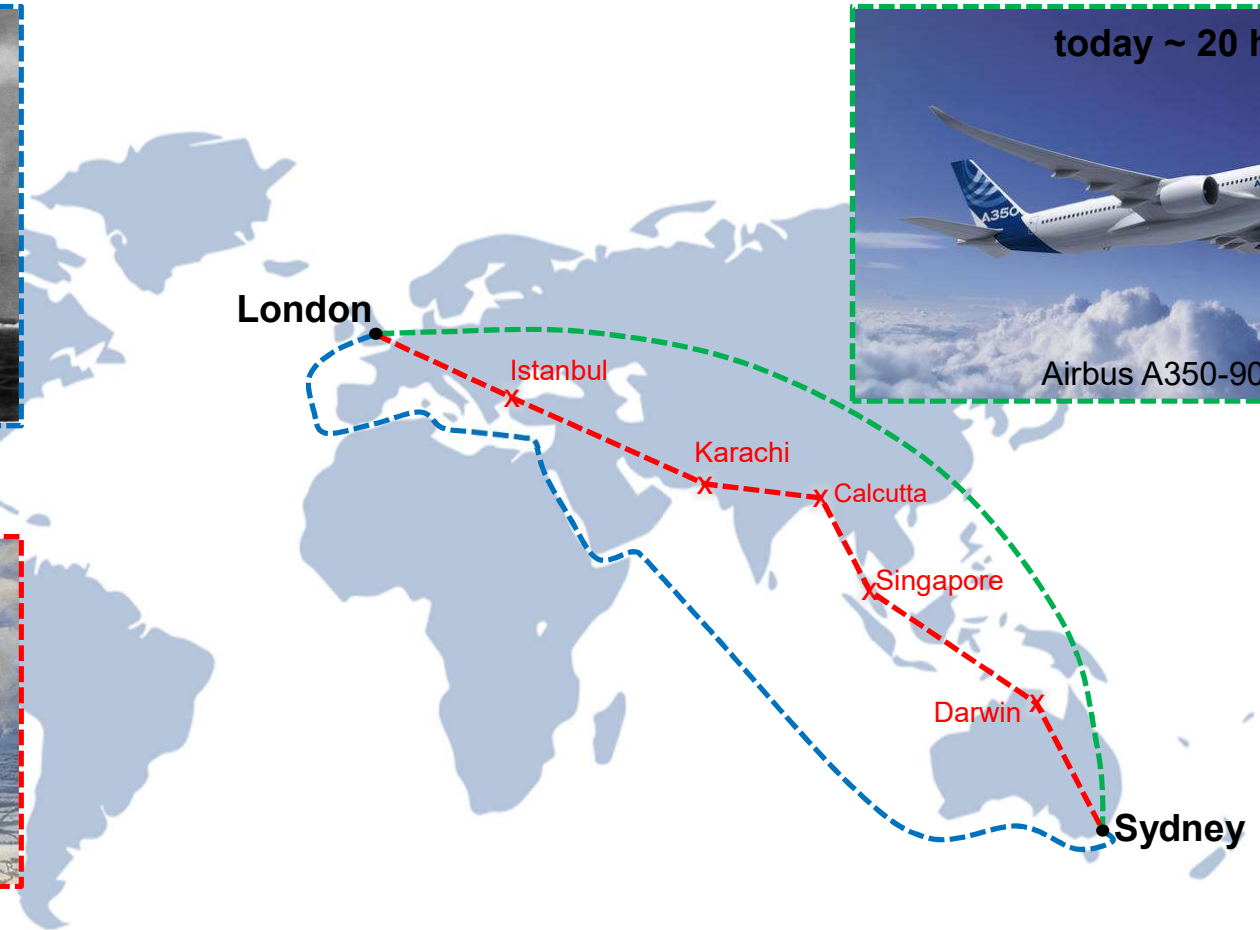 today ~ 20
A350
London
Istanbul
Karachi
Calcutta
Singapore
Darwin
Sydney
Airbus A350-90